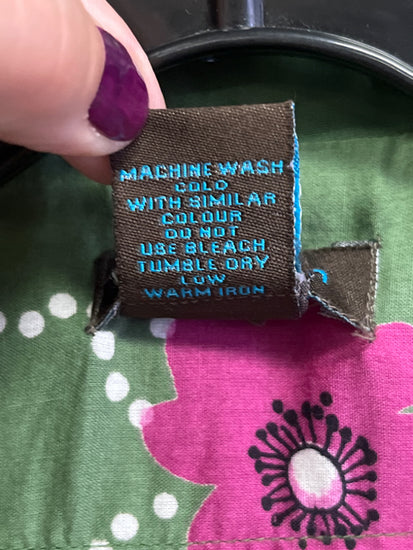 MACHINE WASH
COLD
WITH SIMILAR
COLOUR
DO NOT
USE BLEACH
TUMBLE DRY
LOW
WARM IRON